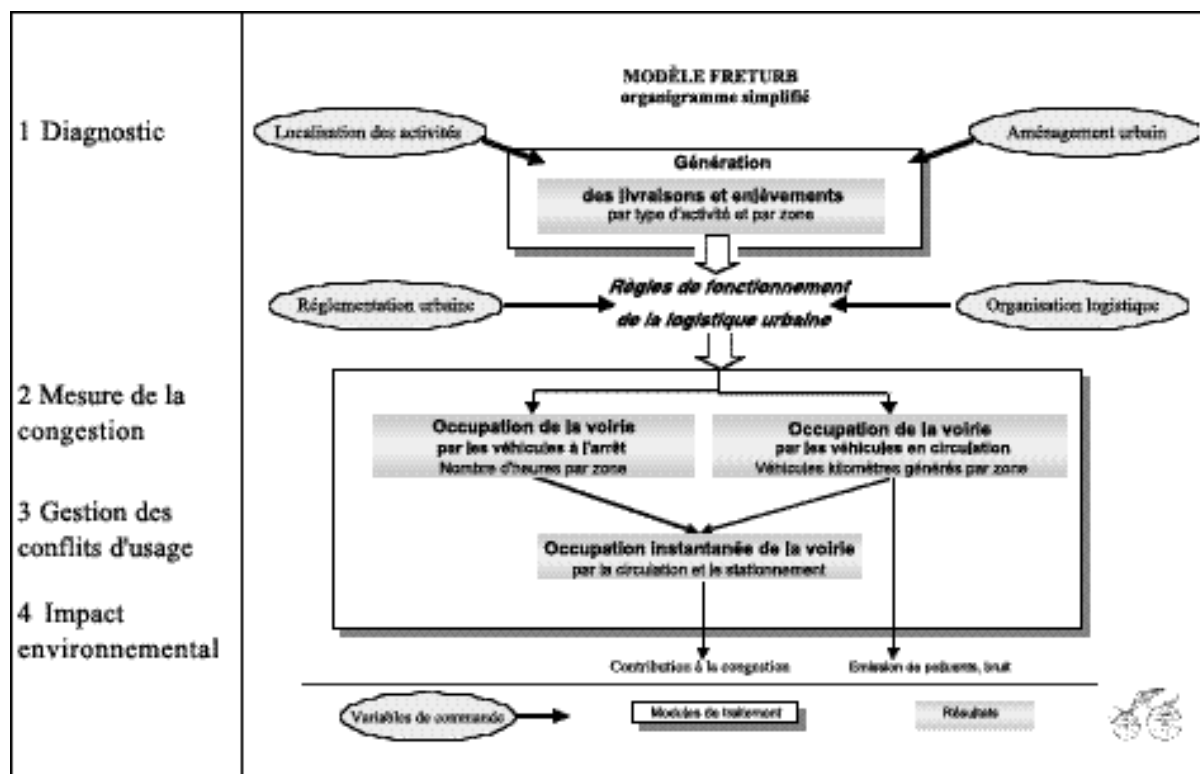 MODÈLE FRETURB
organigramme simplifié
1 Diagnostic
Localisation des activités
Aménagement urbain
Génération
des livraisons et enlèvements
par type d'activité et par zone
Règles de fonctionnement
de la logistique urbaine
Réglementation urbaine
Organisation logistique
2 Mesure de la
congestion
Occupation de la voirie
par les véhicules à l'arrêt
Nombre d'heures par zone
Occupation de la voirie
par les véhicules en circulation
Véhicules kilomètres générés par zone
3 Gestion des
conflits d'usage
Occupation instantanée de la voirie
par la circulation et le stationnement
4 Impact
environnemental
Contribution à la congestion
Emission de polluants, bruit
Variables de commande
Modules de traitement
Résultats